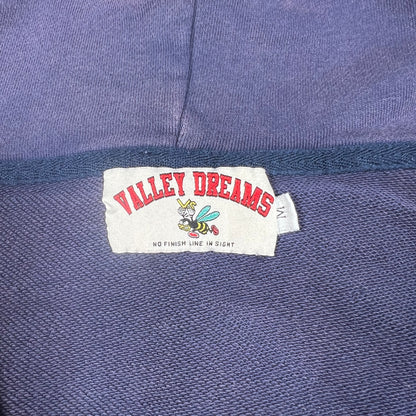 VALLEY DREAMS
NO FINISH LINE IN SIGHT
M